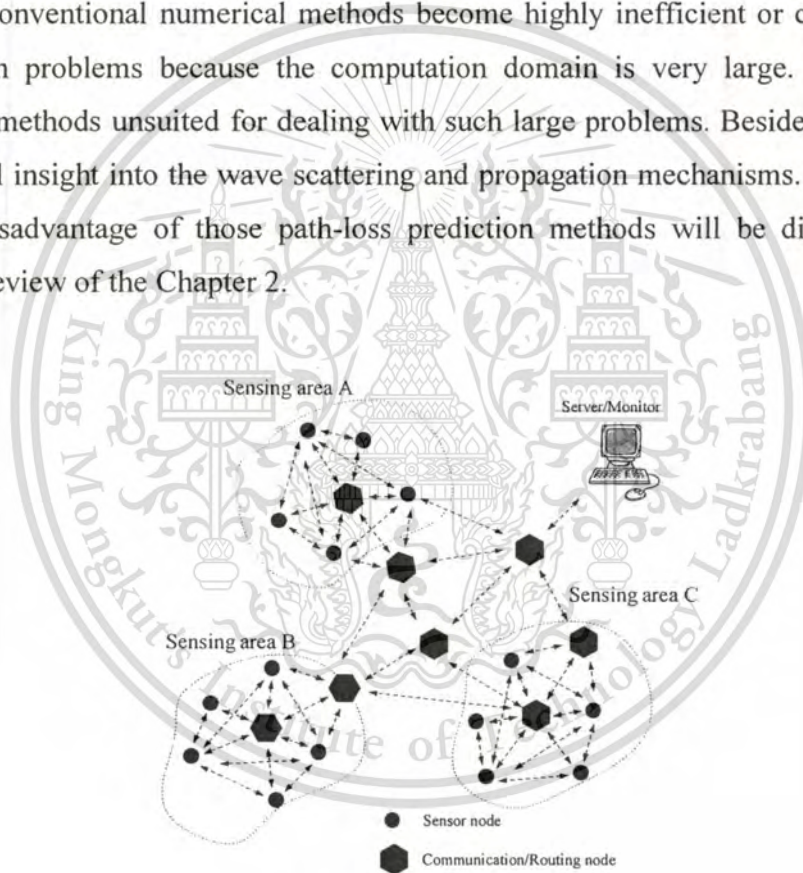 onventional numerical methods become highly inefficient or
problems because the computation domain is very large.
methods unsuited for dealing with such large problems. Beside
insight into the wave scattering and propagation mechanisms.
sadvantage of those path-loss prediction methods will be
eview of the Chapter 2.
King Mongkut's Institute of Technology Ladkrabang
Sensing area A
Server/Monitor
Sensing area C
Sensing area B
Sensor node
Communication/Routing node